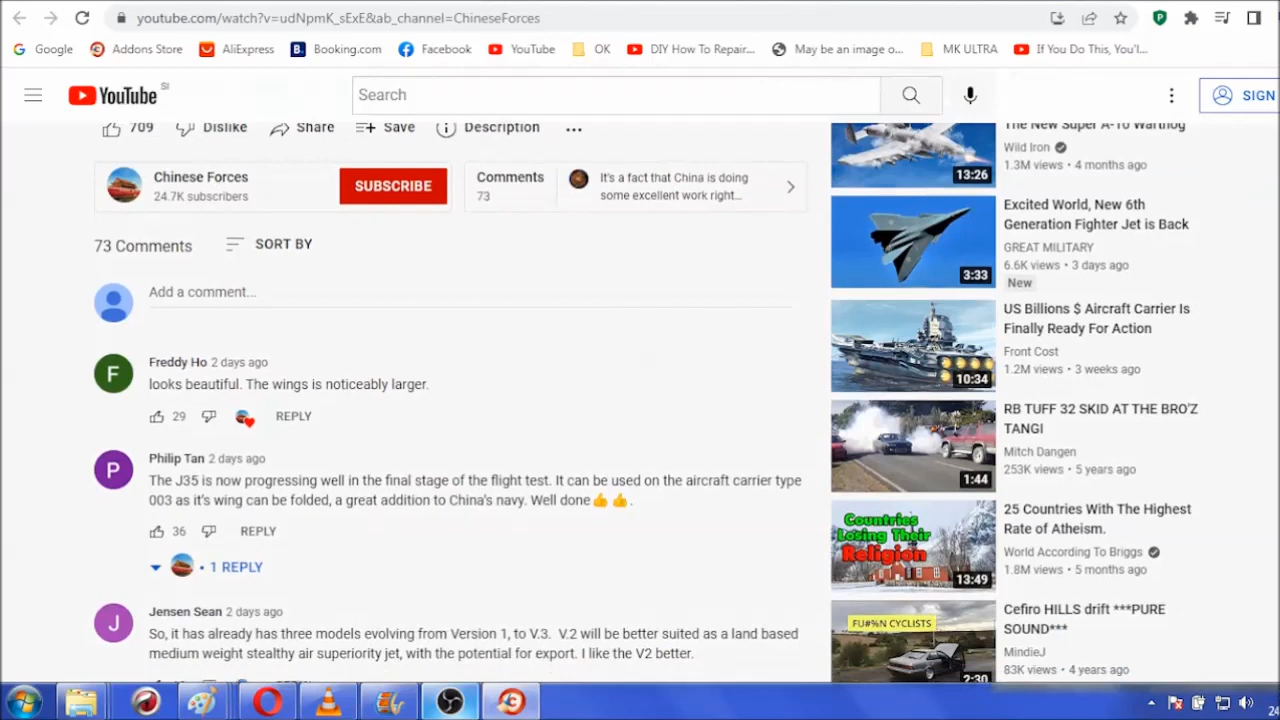 youtube.com/watch?v=udNpmK_sExE&ab_channel=ChineseForces
Google
Addons Store
AliExpress
B.
Booking.com
Facebook
YouTube
OK
DIY How To Repair...
May be an image o...
MK ULTRA
If You Do This, You'l...
YouTube SI
Search
SIGN
709
Dislike
Share
Save
Description
...
Chinese Forces
24.7K subscribers
SUBSCRIBE
Comments
73
It's a fact that China is doing
some excellent work right...
73 Comments
SORT BY
Add a comment...
F
Freddy Ho 2 days ago
looks beautiful. The wings is noticeably larger.
29
REPLY
P
Philip Tan 2 days ago
The J35 is now progressing well in the final stage of the flight test. It can be used on the aircraft carrier type
003 as it's wing can be folded, a great addition to China's navy. Well done👍👍.
36
REPLY
• 1 REPLY
J
Jensen Sean 2 days ago
So, it has already has three models evolving from Version 1, to V.3.  V.2 will be better suited as a land based
medium weight stealthy air superiority jet, with the potential for export. I like the V2 better.
The New Super A-10 Warthog
Wild Iron
1.3M views • 4 months ago
13:26
Excited World, New 6th
Generation Fighter Jet is Back
GREAT MILITARY
6.6K views • 3 days ago
New
3:33
US Billions $ Aircraft Carrier Is
Finally Ready For Action
Front Cost
1.2M views • 3 weeks ago
10:34
RB TUFF 32 SKID AT THE BRO'Z
TANGI
Mitch Dangen
253K views • 5 years ago
1:44
Countries
Losing Their
Religion
13:49
25 Countries With The Highest
Rate of Atheism.
World According To Briggs
1.8M views • 5 months ago
FU#%N CYCLISTS
2:30
Cefiro HILLS drift ***PURE
SOUND***
MindieJ
83K views • 4 years ago
24